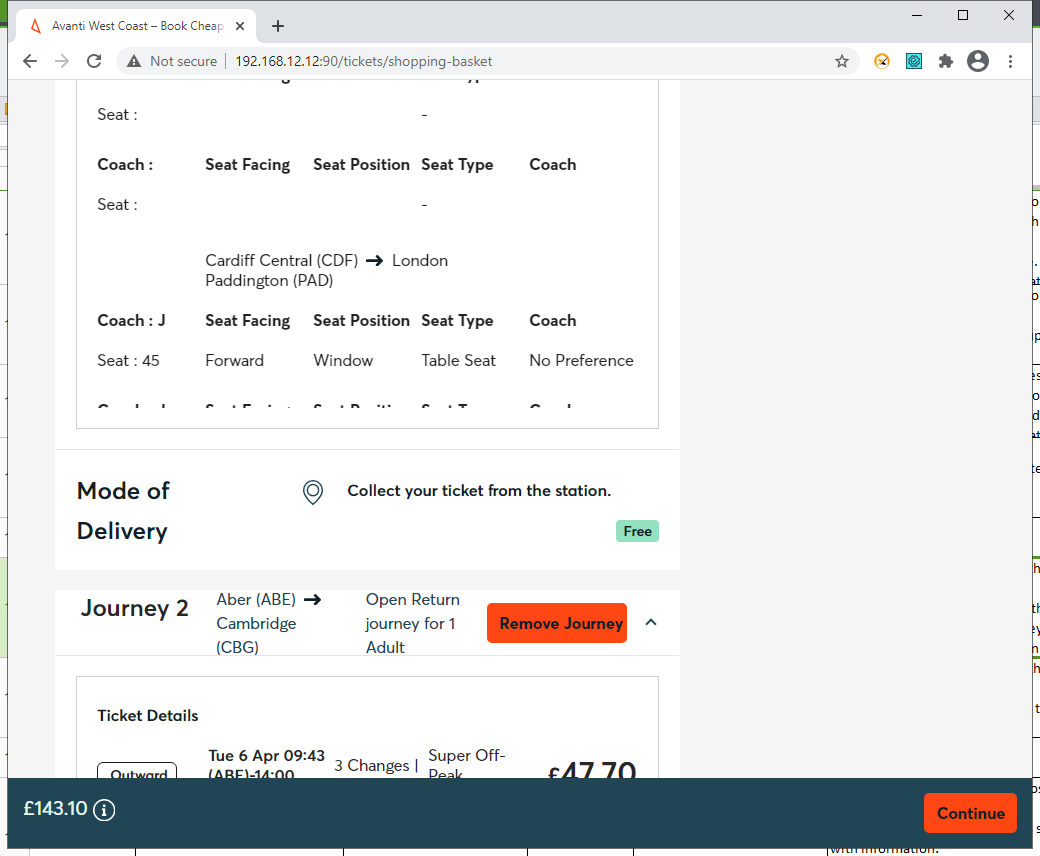 Avanti West Coast – Book Cheap
Not secure | 192.168.12.12:90/tickets/shopping-basket
Seat : -
Coach : Seat Facing Seat Position Seat Type Coach
Seat : -
Cardiff Central (CDF) ➔ London
Paddington (PAD)
Coach : J Seat Facing Seat Position Seat Type Coach
Seat : 45 Forward Window Table Seat No Preference
Mode of
Delivery
Collect your ticket from the station.
Free
Journey 2
Aber (ABE) ➔
Cambridge
(CBG)
Open Return
journey for 1
Adult
Remove Journey
Ticket Details
Outward
Tue 6 Apr 09:43
(ABE)-14:00
3 Changes |
Super Off-
Peak
£47.70
£143.10
Continue
with information.